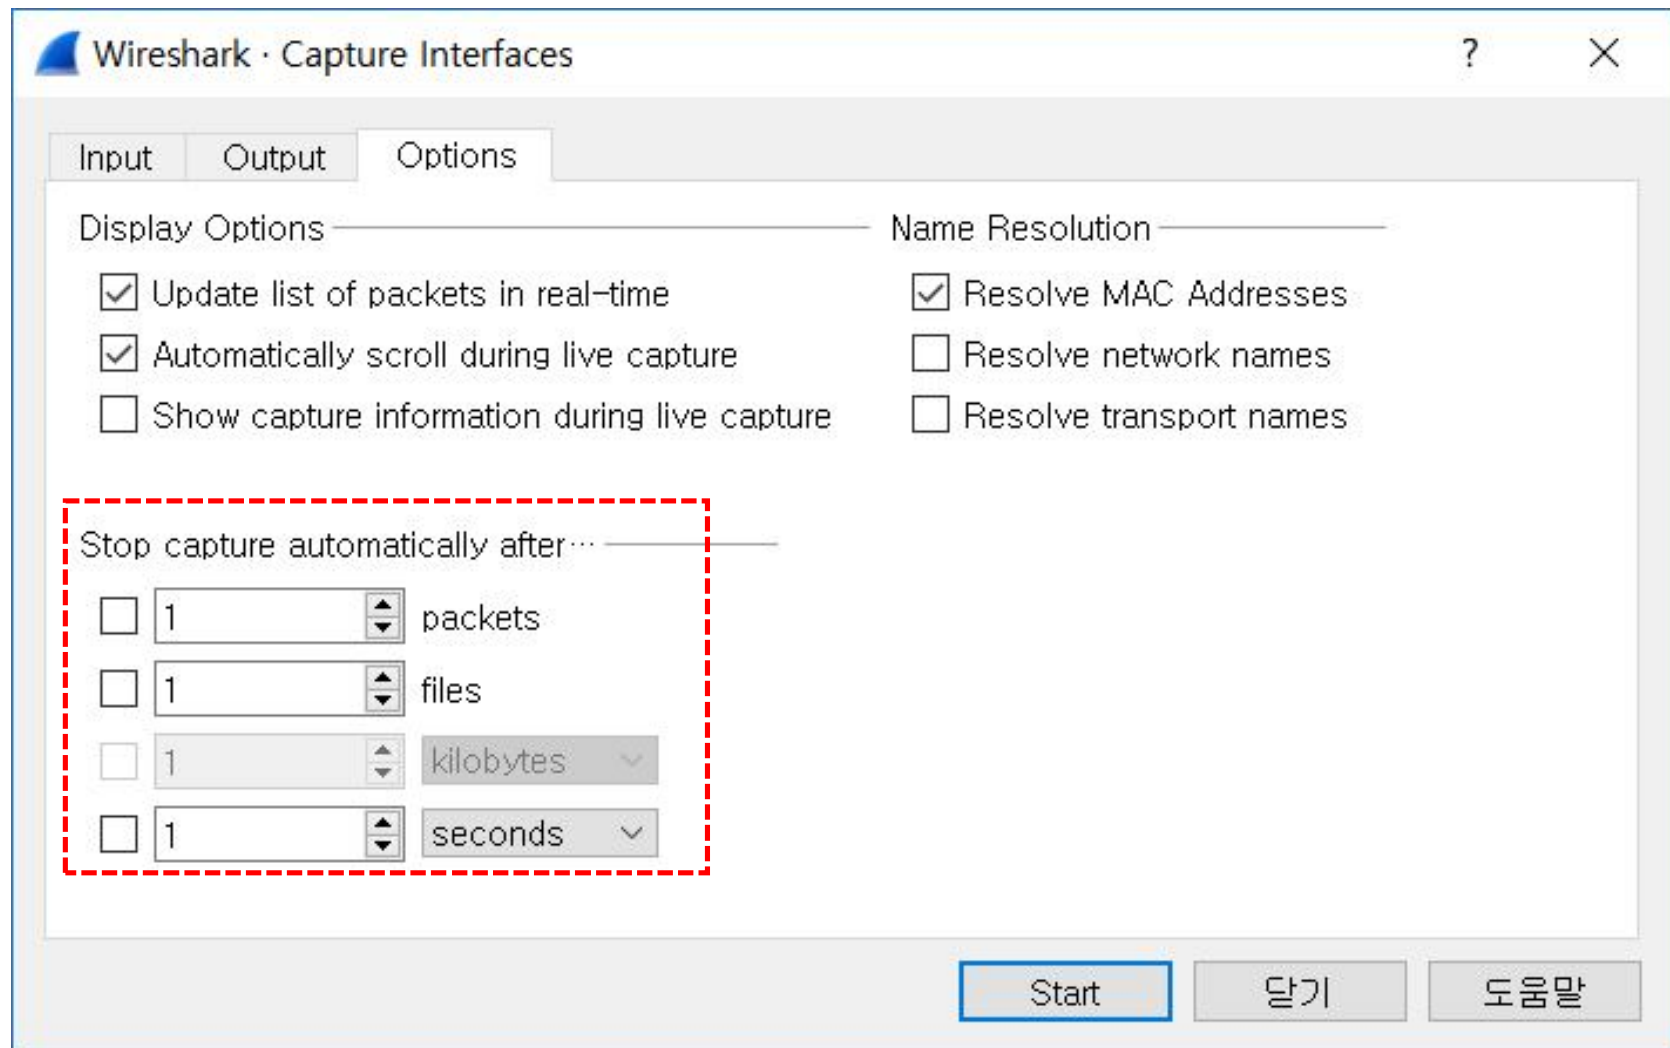 Wireshark · Capture Interfaces ?
Input Output Options
Display Options
Update list of packets in real-time
Automatically scroll during live capture
Show capture information during live capture
Name Resolution
Resolve MAC Addresses
Resolve network names
Resolve transport names
Stop capture automatically after…
1 packets
1 files
1 kilobytes
1 seconds
Start 닫기 도움말